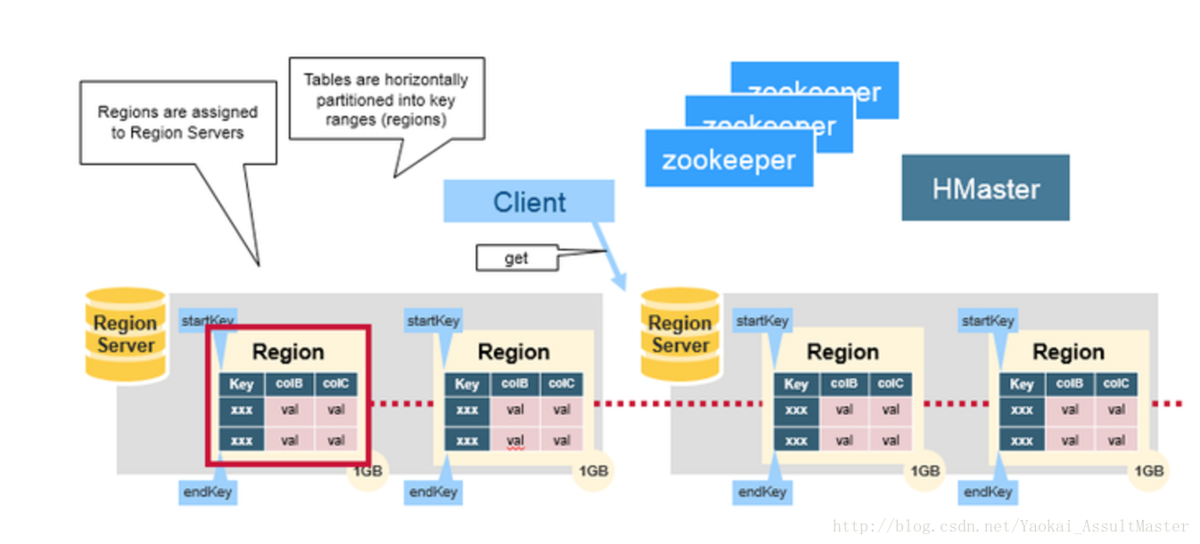 Regions are assigned
to Region Servers
Tables are horizontally
partitioned into key
ranges (regions)
zookeeper
zookeeper
zookeeper
HMaster
Client
get
Region
Server
startKey
Region
Key colB colC
xxx val val
xxx val val
1GB
endKey
startKey
Region
Key colB colC
xxx val val
xxx val val
1GB
endKey
Region
Server
startKey
Region
Key colB colC
xxx val val
xxx val val
1GB
endKey
startKey
Region
Key colB colC
xxx val val
xxx val val
1GB
endKey
http://blog.csdn.net/Yaokai_AssultMaster